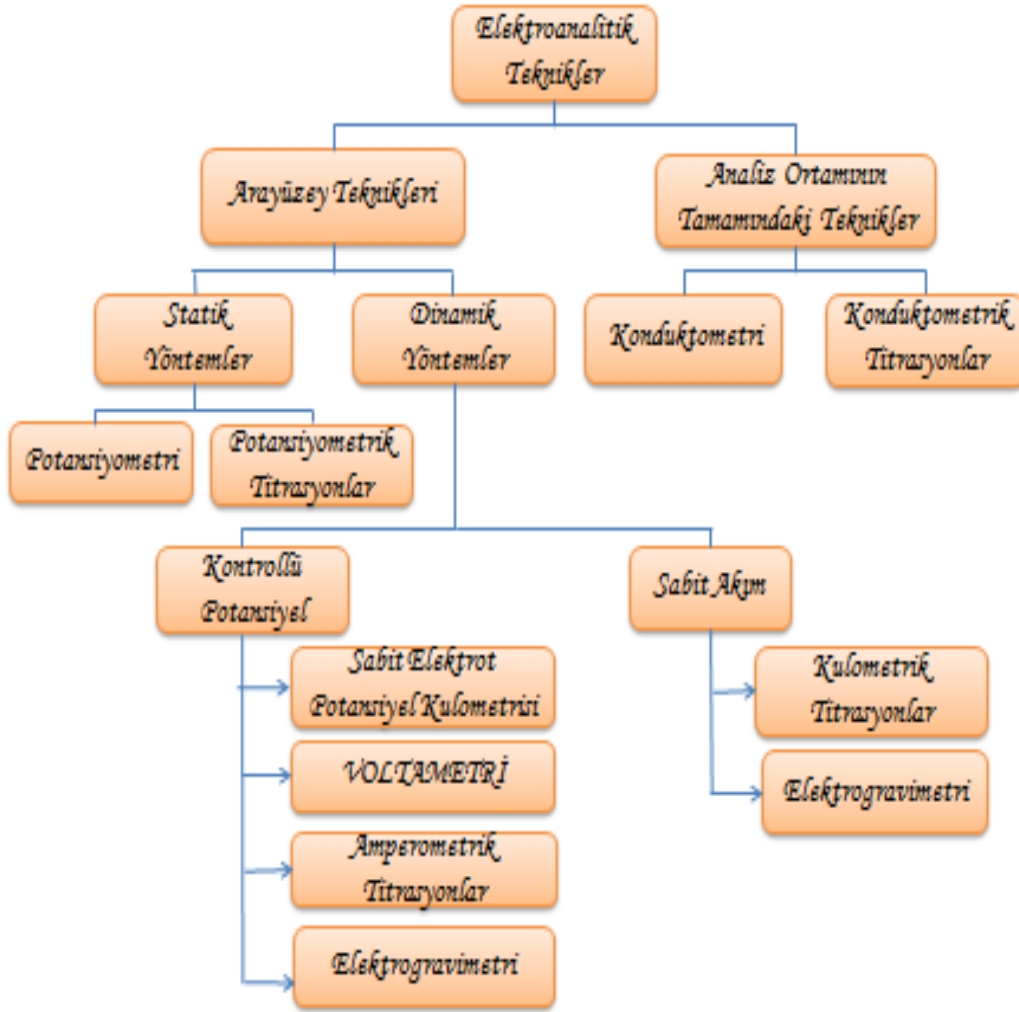 Elektroanalitik
Teknikler
Arayüzey Teknikleri
Analiz Ortamının
Tamamındaki Teknikler
Statik
Yöntemler
Dinamik
Yöntemler
Konduktometri
Konduktometrik
Titrasyonlar
Potansiyometri
Potansiyometrik
Titrasyonlar
Kontrollü
Potansiyel
Sabit Akım
Sabit Elektrot
Potansiyel Kulometrisi
VOLTAMETRİ
Amperometrik
Titrasyonlar
Elektrogravimetri
Kulometrik
Titrasyonlar
Elektrogravimetri